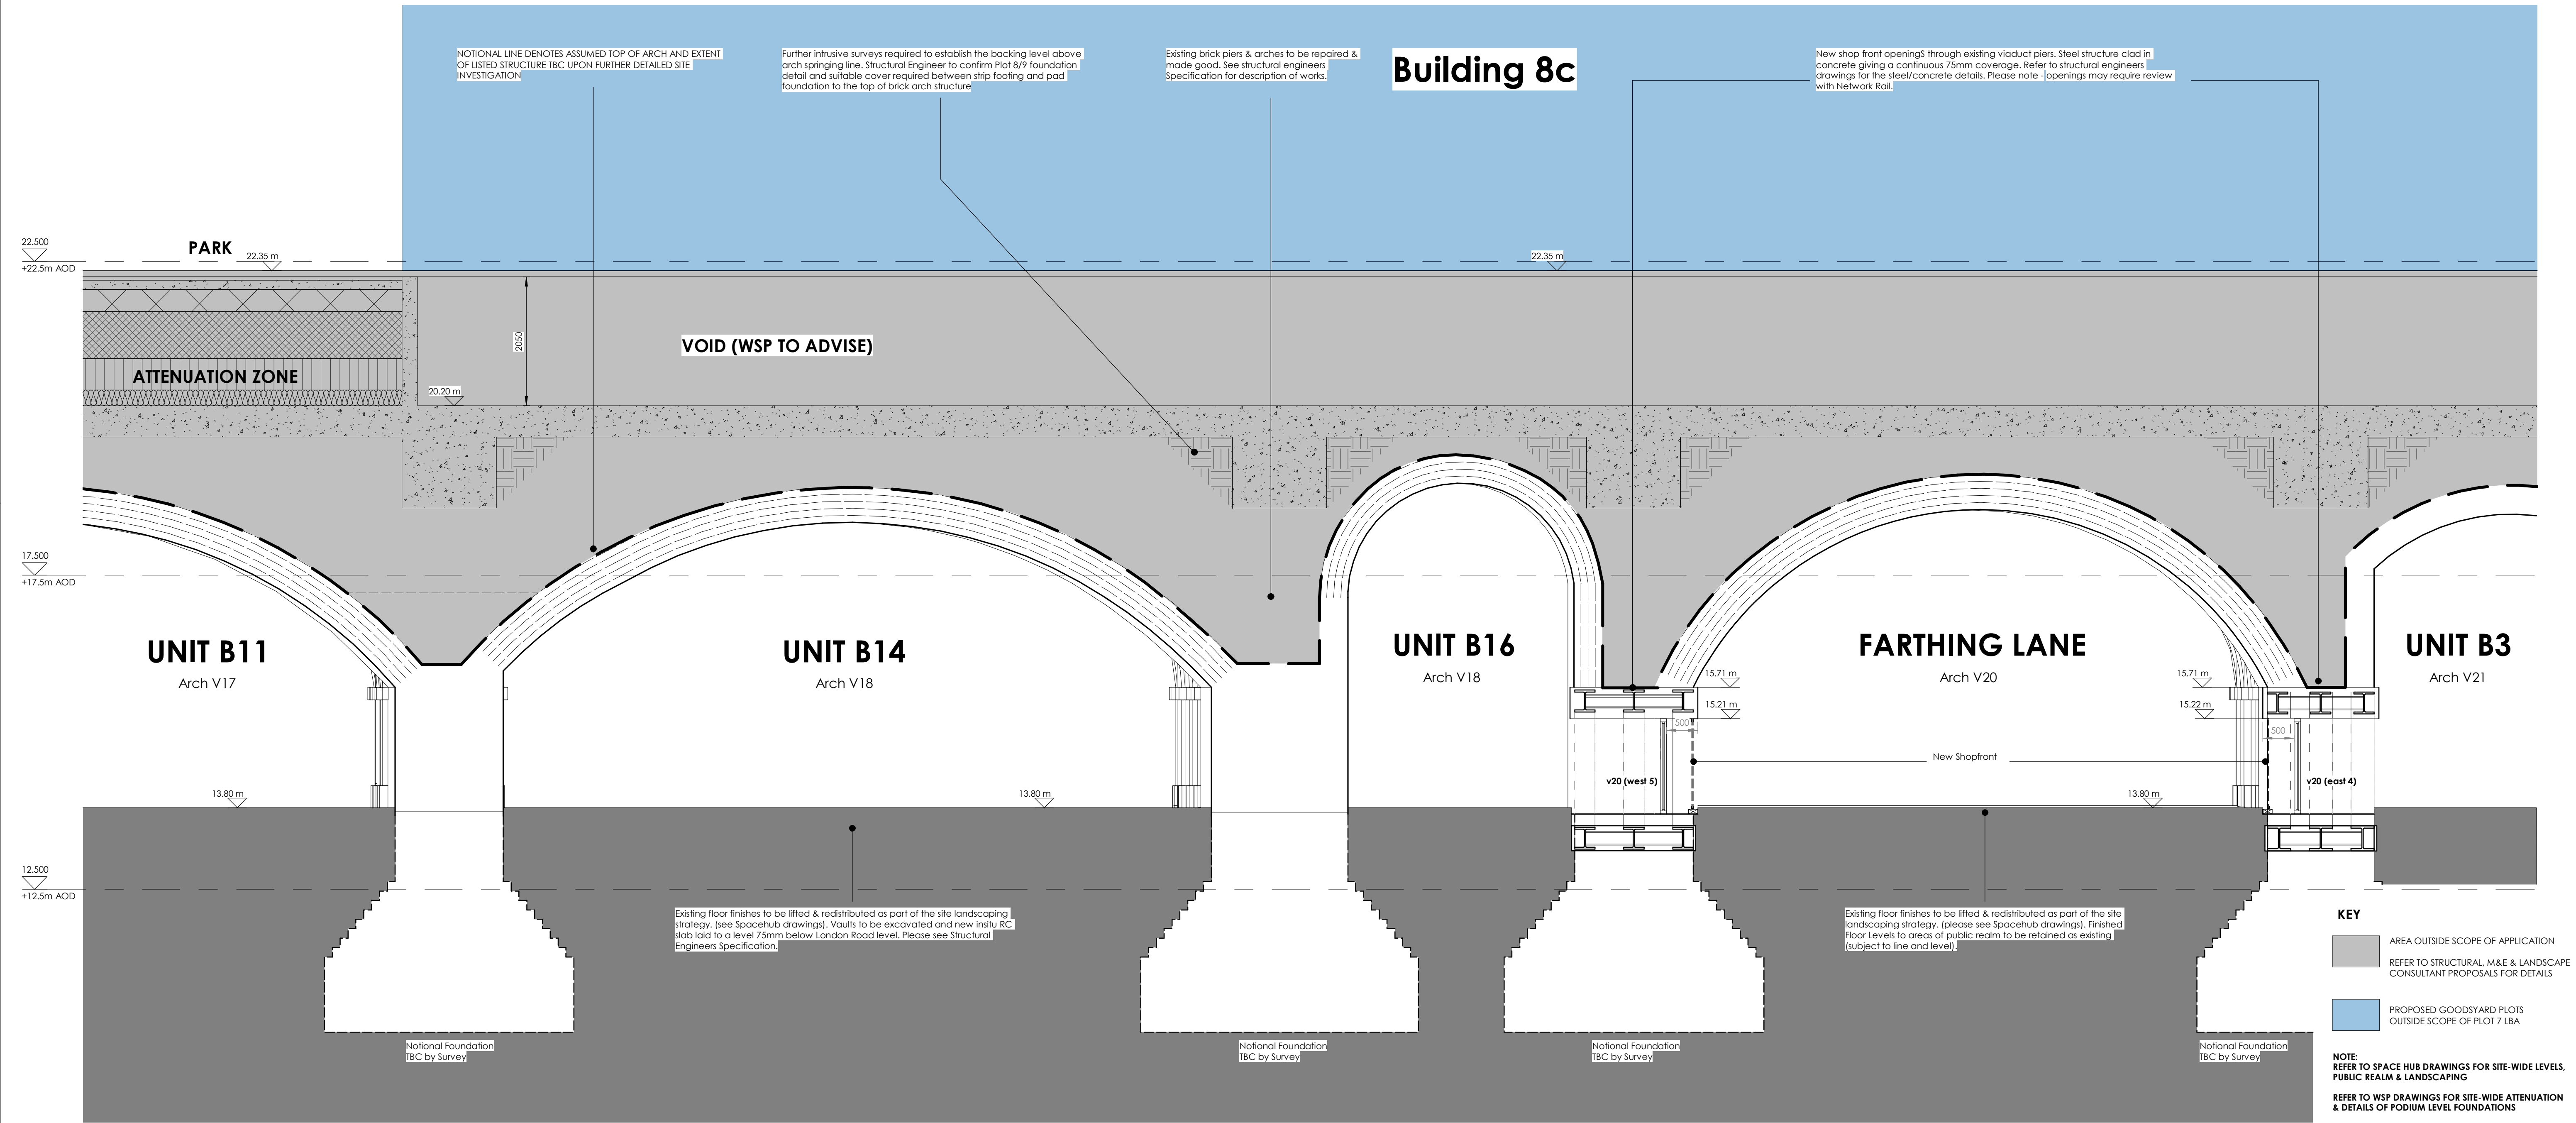 NOTIONAL LINE DENOTES ASSUMED TOP OF ARCH AND EXTENT
OF LISTED STRUCTURE TBC UPON FURTHER DETAILED SITE
INVESTIGATION
Further intrusive surveys required to establish the backing level above
arch springing line. Structural Engineer to confirm Plot 8/9 foundation
detail and suitable cover required between strip footing and pad
foundation to the top of brick arch structure
Existing brick piers & arches to be repaired &
made good. See structural engineers
Specification for description of works.
Building 8c
New shop front openingS through existing viaduct piers. Steel structure clad in
concrete giving a continuous 75mm coverage. Refer to structural engineers
drawings for the steel/concrete details. Please note - openings may require review
with Network Rail.
22.500
+22.5m AOD
PARK
22.35 m
22.35 m
2050
VOID (WSP TO ADVISE)
ATTENUATION ZONE
20.20 m
17.500
+17.5m AOD
UNIT B11
Arch V17
UNIT B14
Arch V18
UNIT B16
Arch V18
FARTHING LANE
Arch V20
UNIT B3
Arch V21
15.71 m
15.71 m
15.21 m
15.22 m
500
500
New Shopfront
v20 (west 5)
v20 (east 4)
13.80 m
13.80 m
13.80 m
12.500
+12.5m AOD
Existing floor finishes to be lifted & redistributed as part of the site landscaping
strategy. (see Spacehub drawings). Vaults to be excavated and new insitu RC
slab laid to a level 75mm below London Road level. Please see Structural
Engineers Specification.
Existing floor finishes to be lifted & redistributed as part of the site
landscaping strategy. (please see Spacehub drawings). Finished
Floor Levels to areas of public realm to be retained as existing
(subject to line and level).
Notional Foundation
TBC by Survey
Notional Foundation
TBC by Survey
Notional Foundation
TBC by Survey
Notional Foundation
TBC by Survey
KEY
AREA OUTSIDE SCOPE OF APPLICATION
REFER TO STRUCTURAL, M&E & LANDSCAPE
CONSULTANT PROPOSALS FOR DETAILS
PROPOSED GOODSYARD PLOTS
OUTSIDE SCOPE OF PLOT 7 LBA
NOTE:
REFER TO SPACE HUB DRAWINGS FOR SITE-WIDE LEVELS,
PUBLIC REALM & LANDSCAPING
REFER TO WSP DRAWINGS FOR SITE-WIDE ATTENUATION
& DETAILS OF PODIUM LEVEL FOUNDATIONS